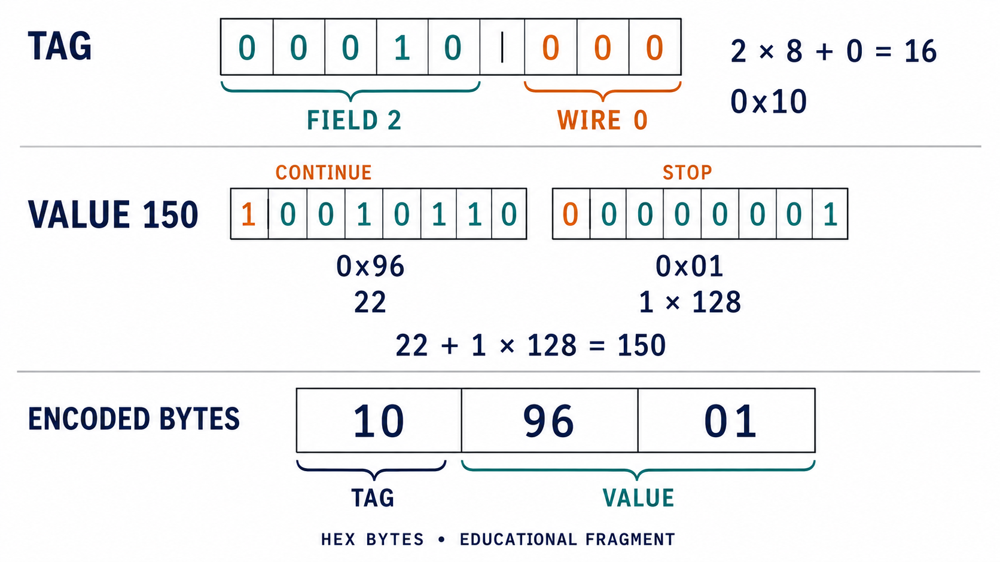 TAG
0 0 0 1 0 | 0 0 0
2 × 8 + 0 = 16
FIELD 2
WIRE 0
0x10
CONTINUE
STOP
VALUE 150
1 0 0 1 0 1 1 0
0 0 0 0 0 0 0 1
0x96
0x01
22
1 × 128
22 + 1 × 128 = 150
ENCODED BYTES
10 96 01
TAG
VALUE
HEX BYTES • EDUCATIONAL FRAGMENT